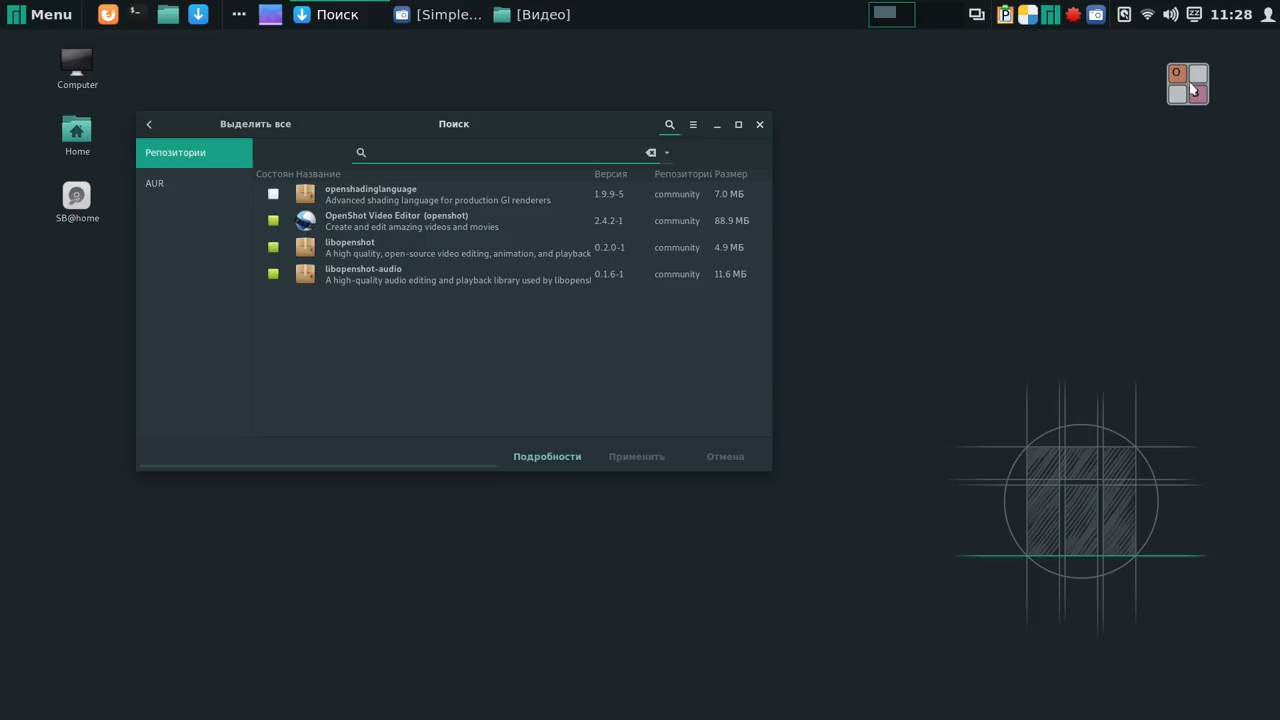 Menu
Поиск
[Simple...
[Видео]
11:28
Computer
Home
SB@home
Выделить все
Поиск
Репозитории
AUR
Состоян Название
Версия
Репозиторий
Размер
openshadinglanguage
Advanced shading language for production GI renderers
1.9.9-5
community
7.0 МБ
OpenShot Video Editor (openshot)
Create and edit amazing videos and movies
2.4.2-1
community
88.9 МБ
libopenshot
A high quality, open-source video editing, animation, and playback
0.2.0-1
community
4.9 МБ
libopenshot-audio
A high-quality audio editing and playback library used by libopensl
0.1.6-1
community
11.6 МБ
Подробности
Применить
Отмена
O